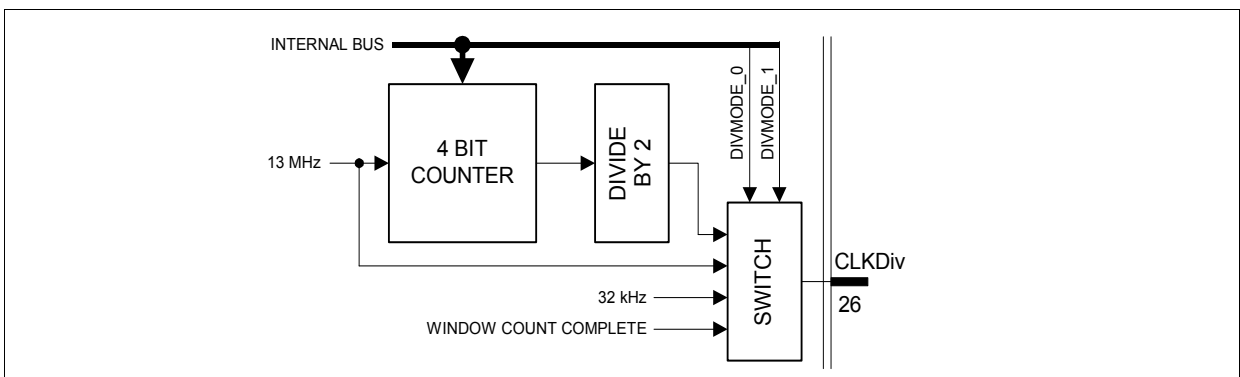 INTERNAL BUS
DIVMODE_0
DIVMODE_1
13 MHz
4 BIT
COUNTER
DIVIDE
BY 2
SWITCH
CLKDiv
26
32 kHz
WINDOW COUNT COMPLETE